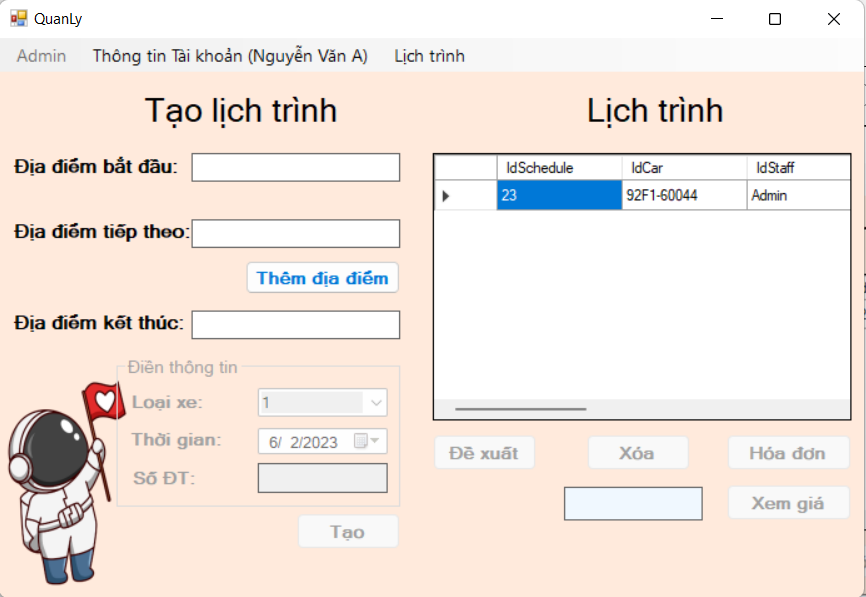 QuanLy
Admin Thông tin Tài khoản (Nguyễn Văn A) Lịch trình
Tạo lịch trình
Địa điểm bắt đầu:
Địa điểm tiếp theo:
Thêm địa điểm
Địa điểm kết thúc:
Điền thông tin
Loại xe: 1
Thời gian: 6/ 2/2023
Số ĐT:
Tạo
Lịch trình
IdSchedule IdCar IdStaff
23 92F1-60044 Admin
Đề xuất Xóa Hóa đơn
Xem giá